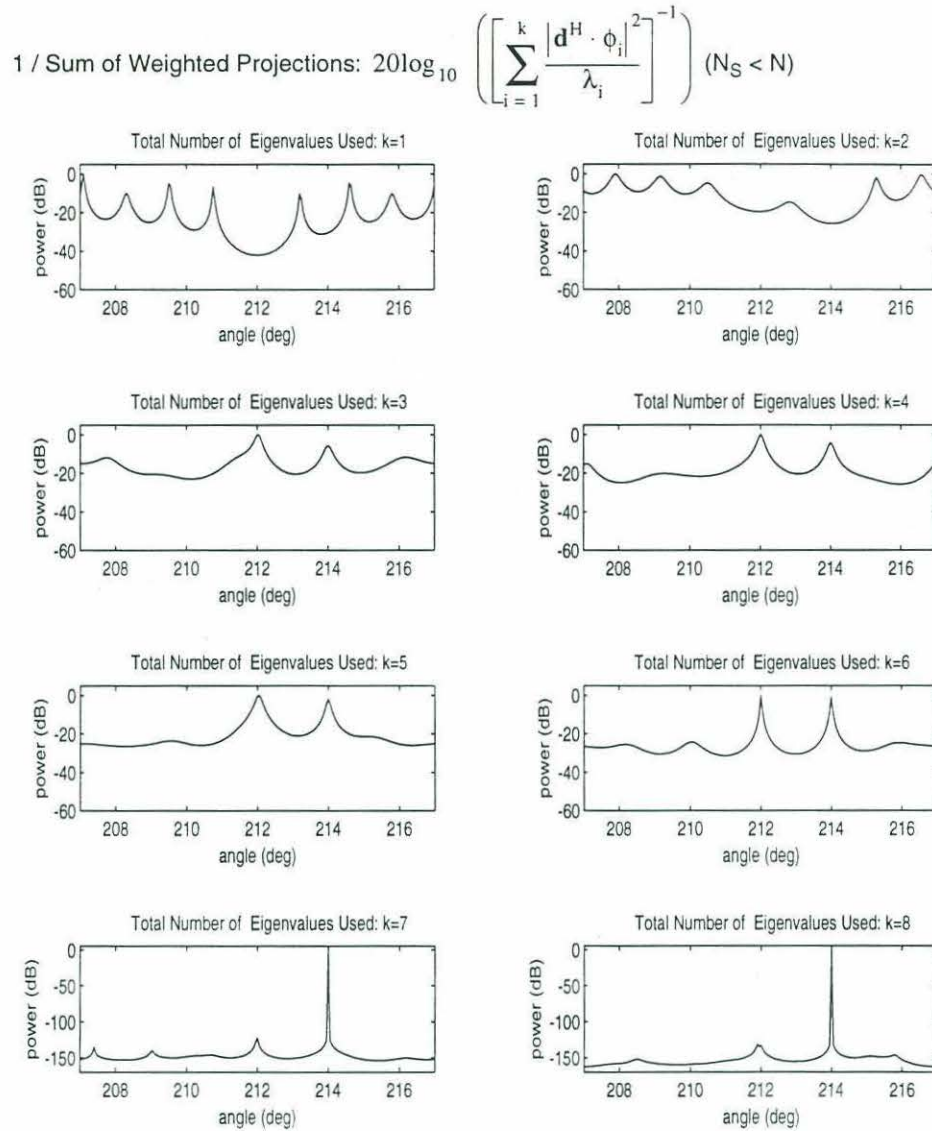 1 / Sum of Weighted Projections: 20log₁₀ ([∑_{i = 1}^{k} |d^H · ϕ_i|² / λ_i]⁻¹) (N_S < N)
Total Number of Eigenvalues Used: k=1
0
-20
-40
-60
power (dB)
208 210 212 214 216
angle (deg)
Total Number of Eigenvalues Used: k=2
0
-20
-40
-60
power (dB)
208 210 212 214 216
angle (deg)
Total Number of Eigenvalues Used: k=3
0
-20
-40
-60
power (dB)
208 210 212 214 216
angle (deg)
Total Number of Eigenvalues Used: k=4
0
-20
-40
-60
power (dB)
208 210 212 214 216
angle (deg)
Total Number of Eigenvalues Used: k=5
0
-20
-40
-60
power (dB)
208 210 212 214 216
angle (deg)
Total Number of Eigenvalues Used: k=6
0
-20
-40
-60
power (dB)
208 210 212 214 216
angle (deg)
Total Number of Eigenvalues Used: k=7
0
-50
-100
-150
power (dB)
208 210 212 214 216
angle (deg)
Total Number of Eigenvalues Used: k=8
0
-50
-100
-150
power (dB)
208 210 212 214 216
angle (deg)